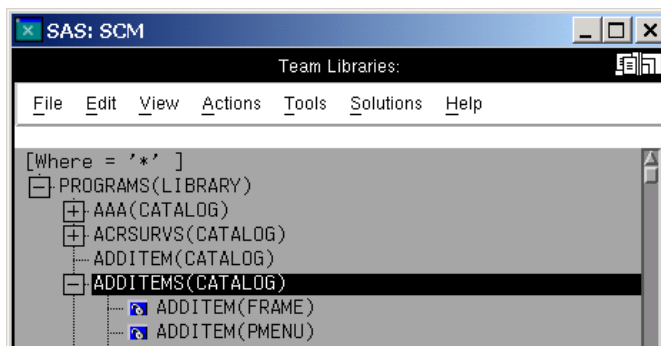 SAS: SCM
Team Libraries:
File Edit View Actions Tools Solutions Help
[Where = '*' ]
PROGRAMS(LIBRARY)
AAA(CATALOG)
ACRSURVS(CATALOG)
ADDITEM(CATALOG)
ADDITEMS(CATALOG)
ADDITEM(FRAME)
ADDITEM(PMENU)